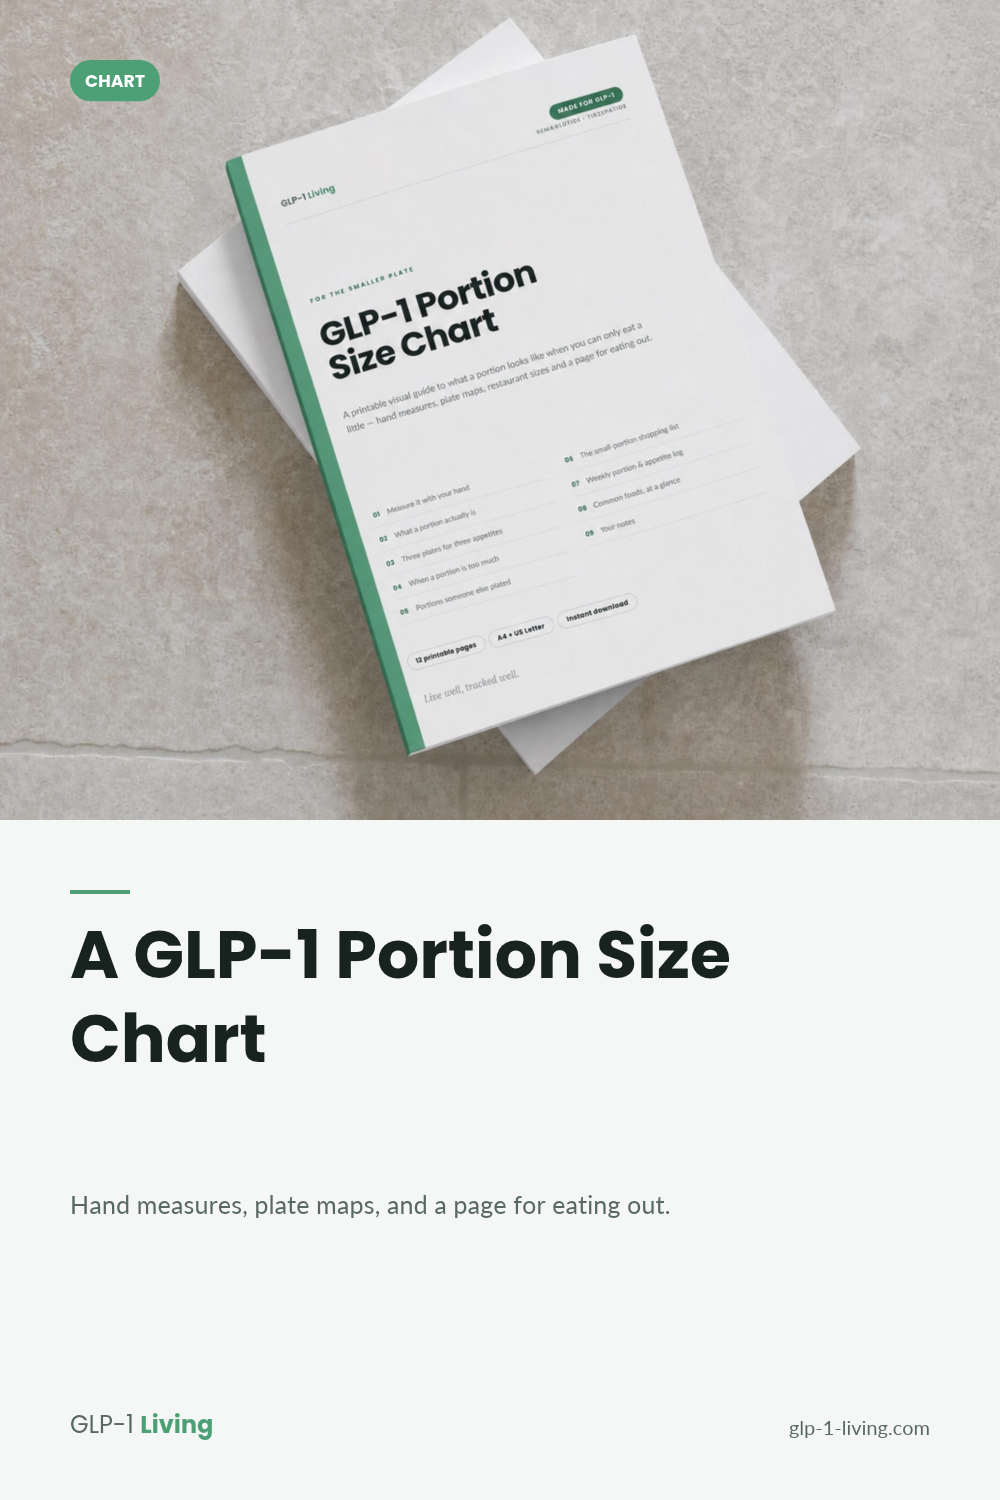 CHART
MADE FOR GLP-1
SEMAGLUTIDE • TIRZEPATIDE
GLP-1 Living
FOR THE SMALLER PLATE
GLP-1 Portion
Size Chart
A printable visual guide to what a portion looks like when you can only eat a
little — hand measures, plate maps, restaurant sizes and a page for eating out.
01 Measure it with your hand
02 What a portion actually is
03 Three plates for three appetites
04 When a portion is too much
05 Portions someone else plated
06 The small-portion shopping list
07 Weekly portion & appetite log
08 Common foods, at a glance
09 Your notes
12 printable pages
A4 + US Letter
Instant download
Live well, tracked well.
A GLP-1 Portion Size
Chart
Hand measures, plate maps, and a page for eating out.
GLP-1 Living
glp-1-living.com